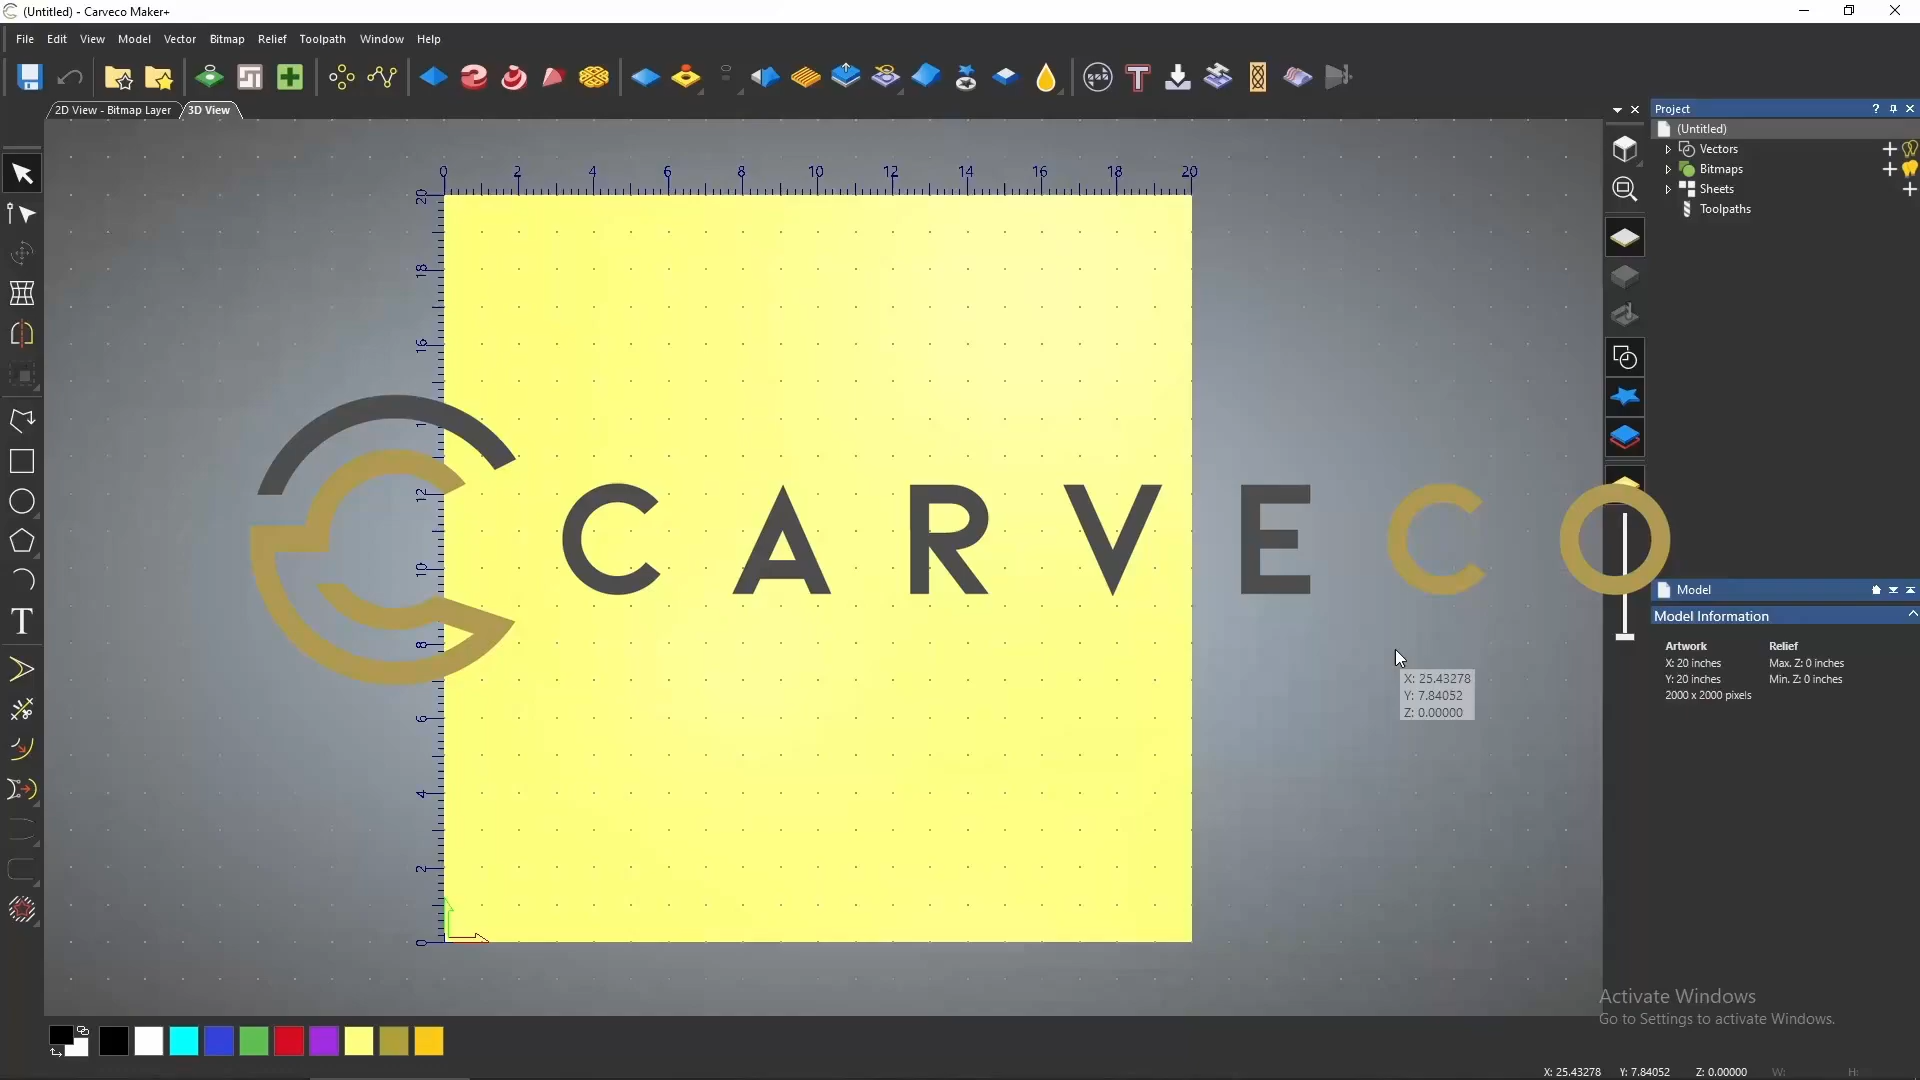 (Untitled) - Carveco Maker+
File Edit View Model Vector Bitmap Relief Toolpath Window Help
2D View - Bitmap Layer 3D View
Project
(Untitled)
Vectors
Bitmaps
Sheets
Toolpaths
0 2 4 6 8 10 12 14 16 18 20
20
18
16
14
12
10
8
6
4
2
0
CARVECO
X: 25.43278
Y: 7.84052
Z: 0.00000
Model
Model Information
Artwork Relief
X: 20 inches Max. Z: 0 inches
Y: 20 inches Min. Z: 0 inches
2000 x 2000 pixels
Activate Windows
Go to Settings to activate Windows.
X: 25.43278 Y: 7.84052 Z: 0.00000 W: H: